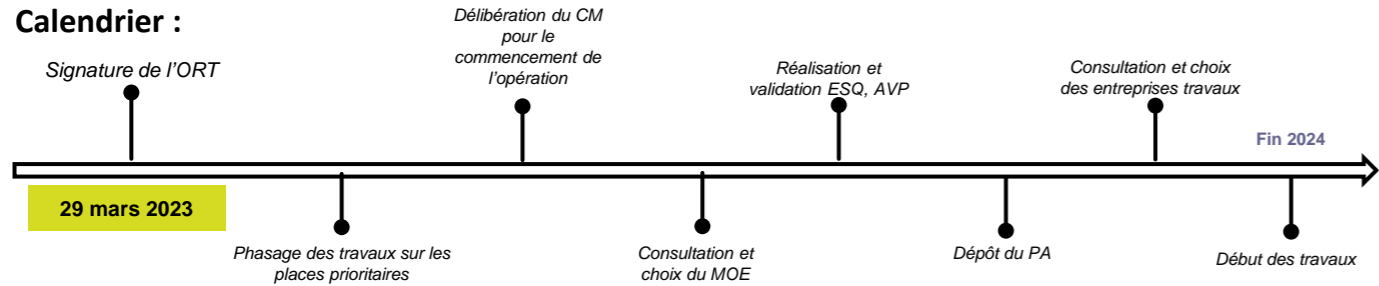 Calendrier :
Signature de l'ORT
29 mars 2023
Phasage des travaux sur les
places prioritaires
Délibération du CM
pour le
commencement de
l'opération
Consultation et
choix du MOE
Réalisation et
validation ESQ, AVP
Dépôt du PA
Consultation et choix
des entreprises travaux
Fin 2024
Début des travaux